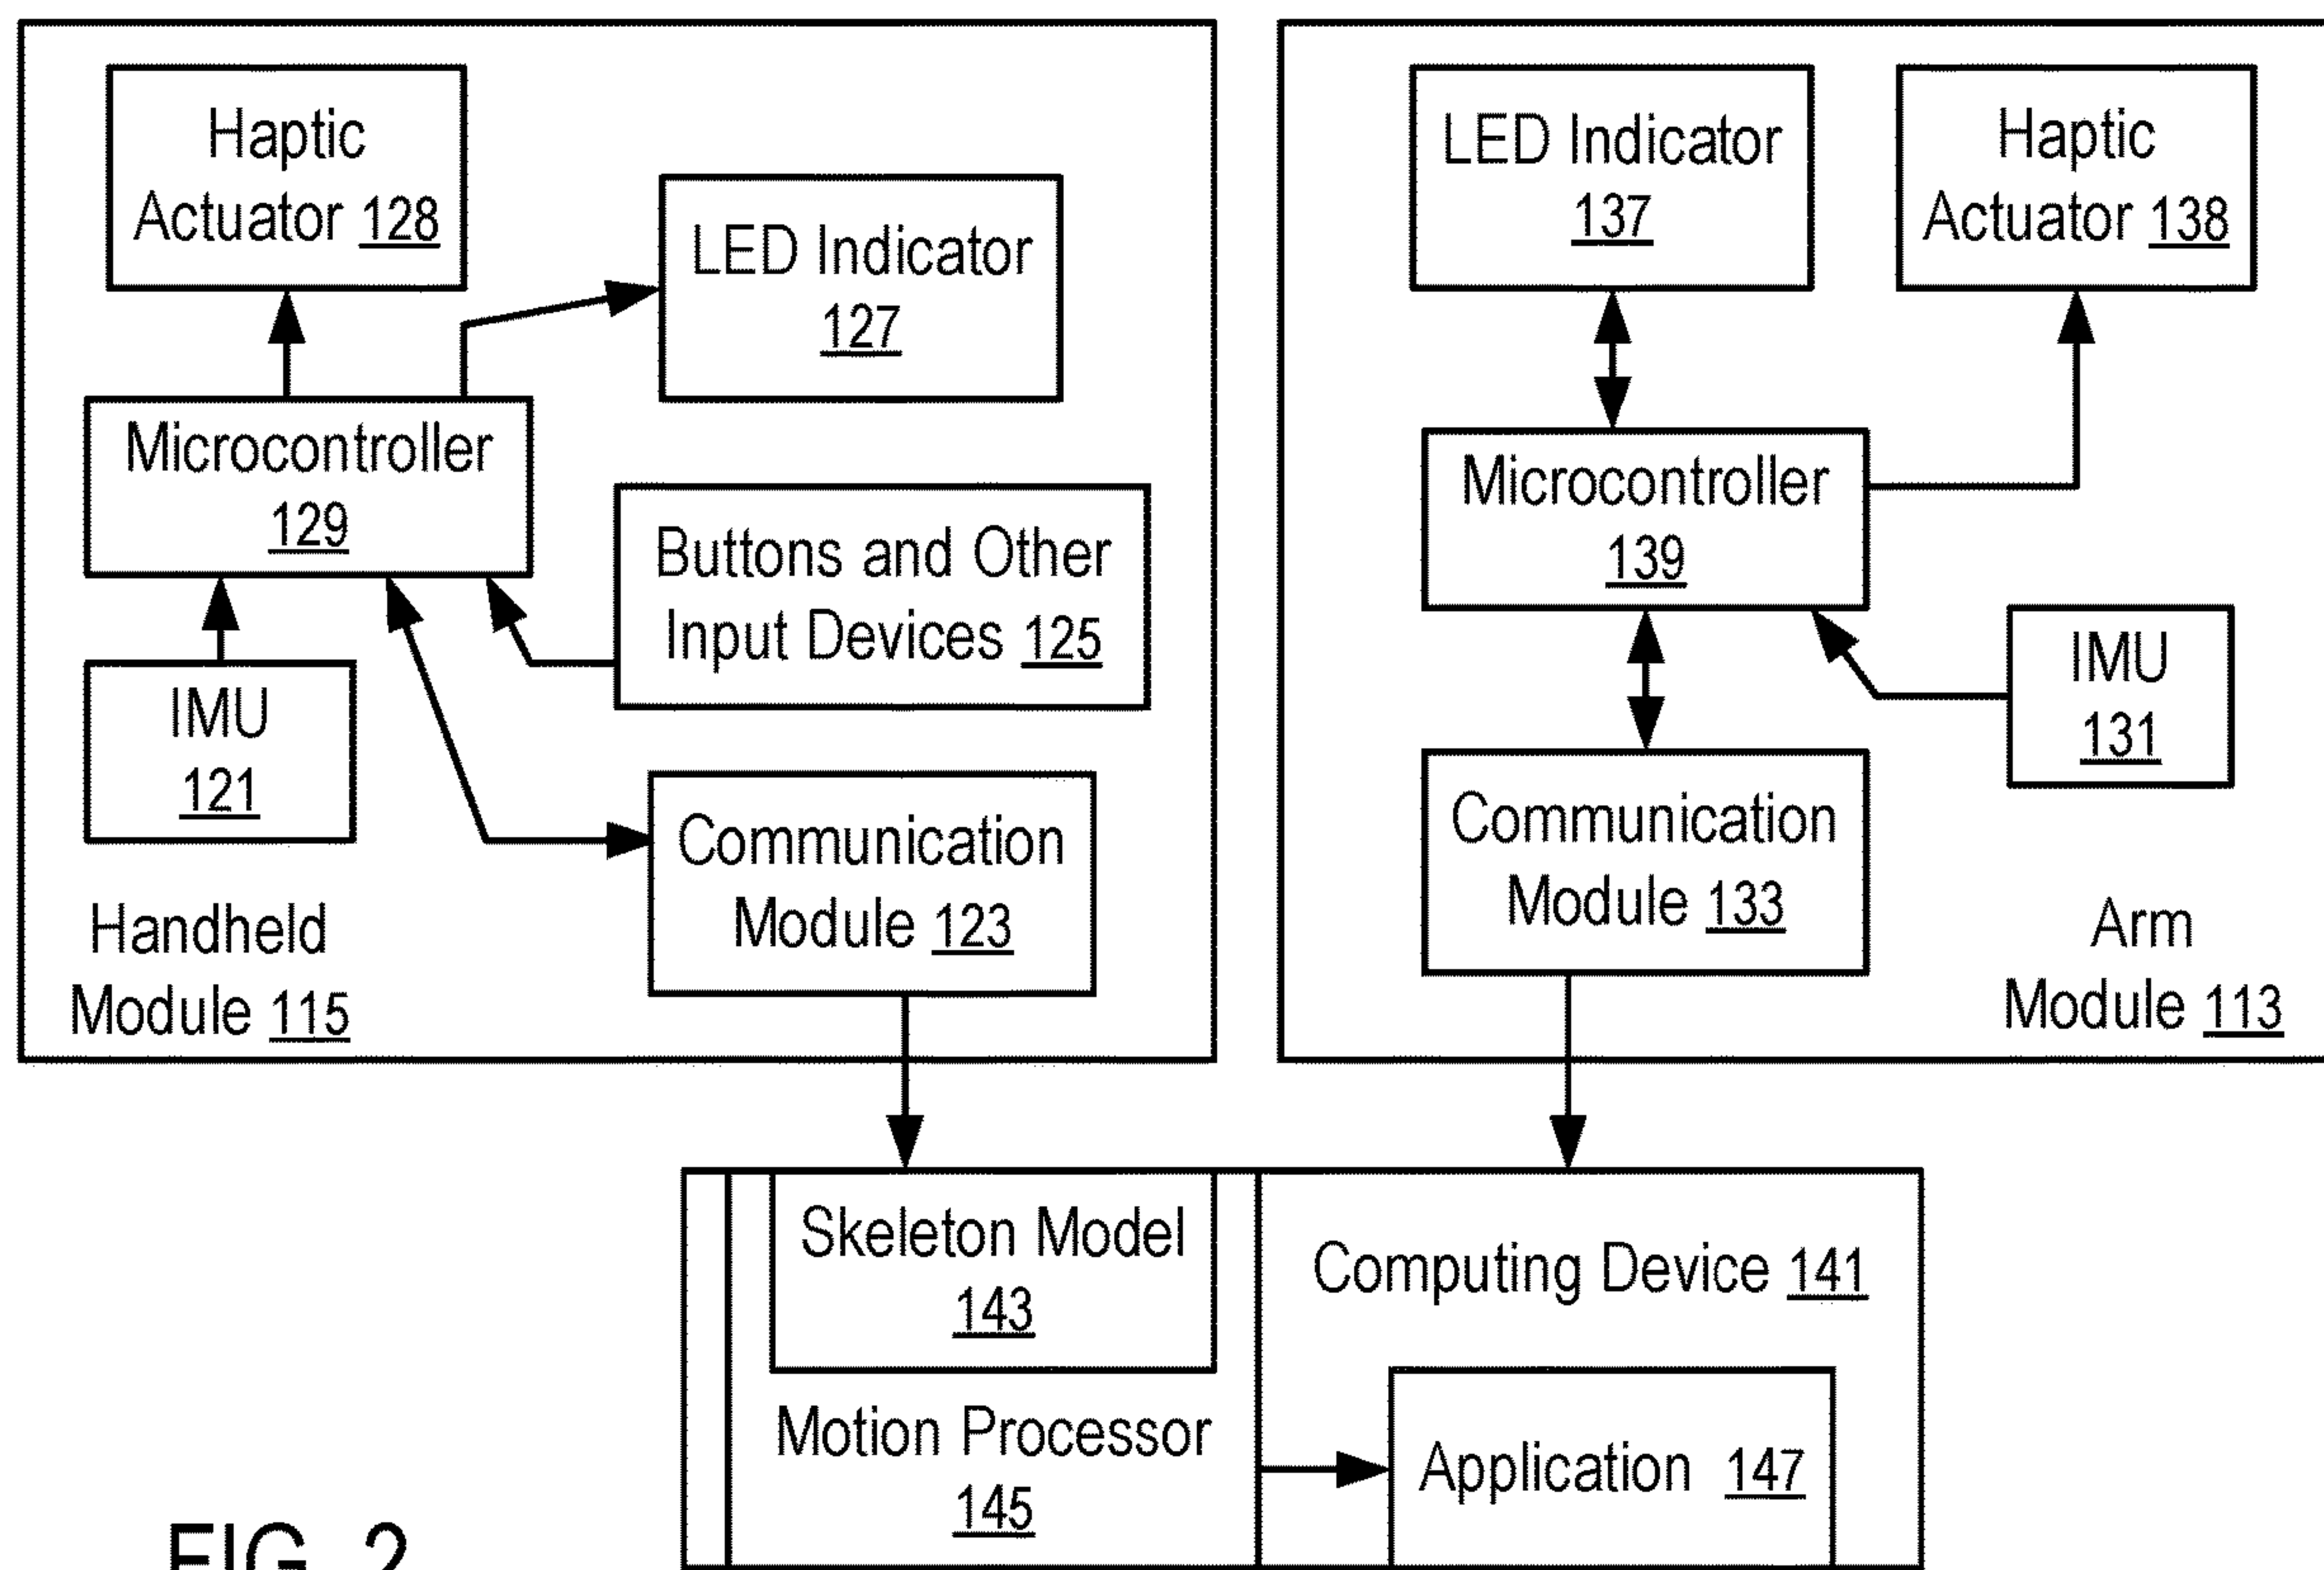 Haptic
Actuator 128
LED Indicator
127
Microcontroller
129
Buttons and Other
Input Devices 125
IMU
121
Communication
Module 123
Handheld
Module 115
LED Indicator
137
Haptic
Actuator 138
Microcontroller
139
IMU
131
Communication
Module 133
Arm
Module 113
Skeleton Model
143
Motion Processor
145
Computing Device 141
Application 147
FIG. 2